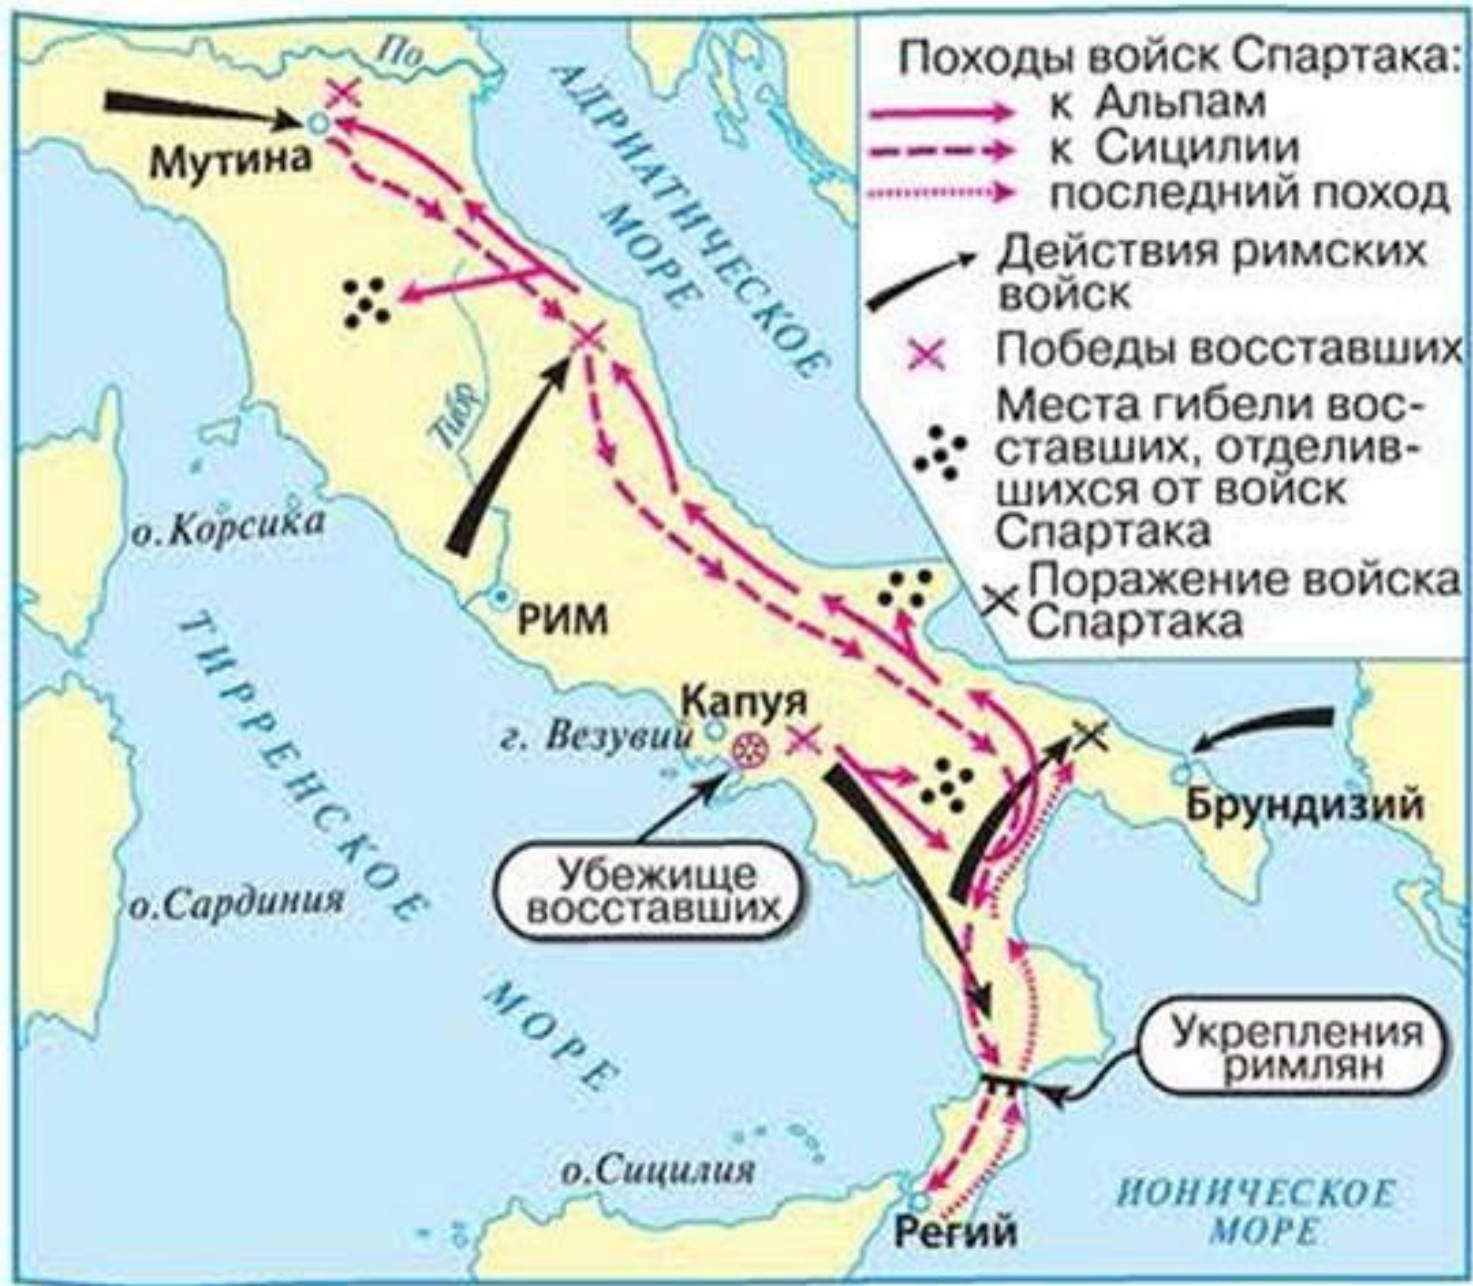 По
Мутина
АДРИАТИЧЕСКОЕ
МОРЕ
Тибр
о.Корсика
РИМ
ТИРРЕНСКОЕ
МОРЕ
Капуя
г. Везувий
Убежище
восставших
о.Сардиния
Брундизий
Укрепления
римлян
о.Сицилия
Регий
ИОНИЧЕСКОЕ
МОРЕ
Походы войск Спартака:
к Альпам
к Сицилии
последний поход
Действия римских
войск
Победы восставших
Места гибели вос-
ставших, отделив-
шихся от войск
Спартака
Поражение войска
Спартака